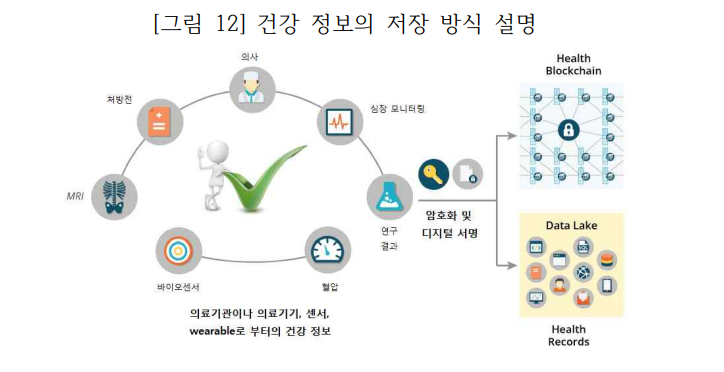 [그림 12] 건강 정보의 저장 방식 설명
의사
처방전
심장 모니터링
MRI
연구
결과
바이오센서
혈압
의료기관이나 의료기기, 센서,
wearable로 부터의 건강 정보
암호화 및
디지털 서명
Health
Blockchain
Data Lake
SQL
Health
Records